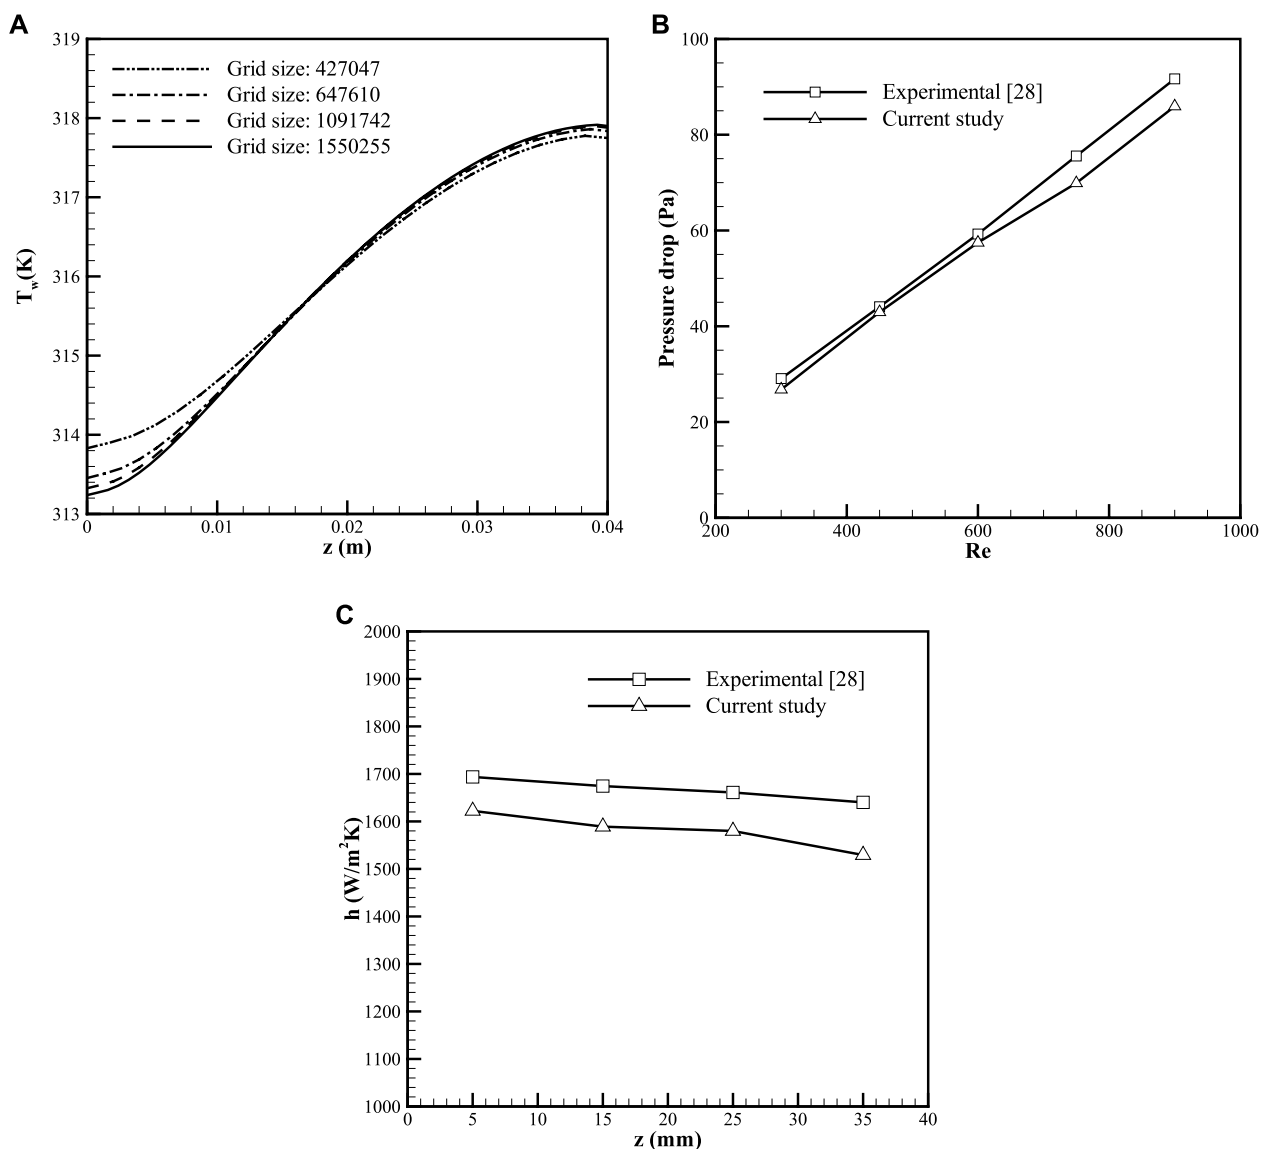 A
319
318
317
316
315
314
313
T_w(K)
Grid size: 427047
Grid size: 647610
Grid size: 1091742
Grid size: 1550255
0 0.01 0.02 0.03 0.04
z (m)
B
100
80
60
40
20
0
Pressure drop (Pa)
Experimental [28]
Current study
200 400 600 800 1000
Re
C
2000
1900
1800
1700
1600
1500
1400
1300
1200
1100
1000
h (W/m²K)
Experimental [28]
Current study
0 5 10 15 20 25 30 35 40
z (mm)